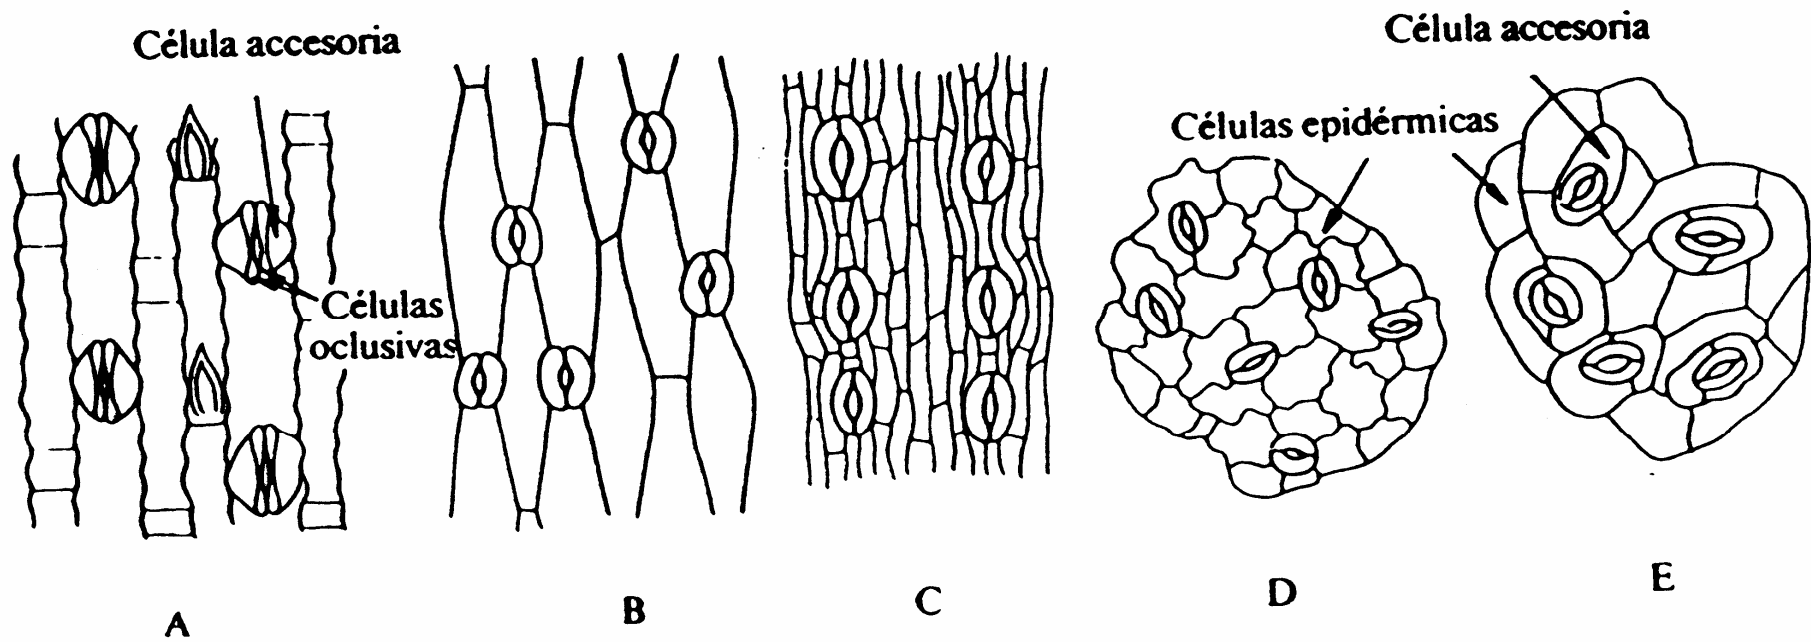 Célula accesoria
Célula accesoria
Células epidérmicas
Células
oclusivas
A
B
C
D
E